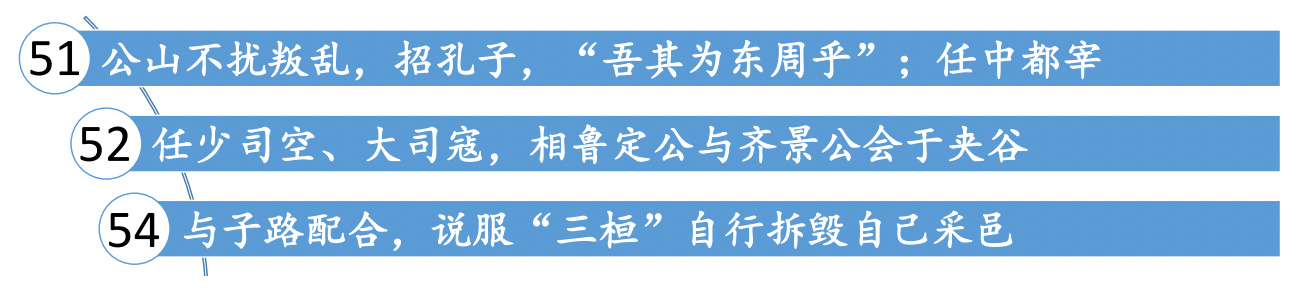 51 公山不扰叛乱，招孔子，“吾其为东周乎”；任中都宰
52 任少司空、大司寇，相鲁定公与齐景公会于夹谷
54 与子路配合，说服“三桓”自行拆毁自己采邑